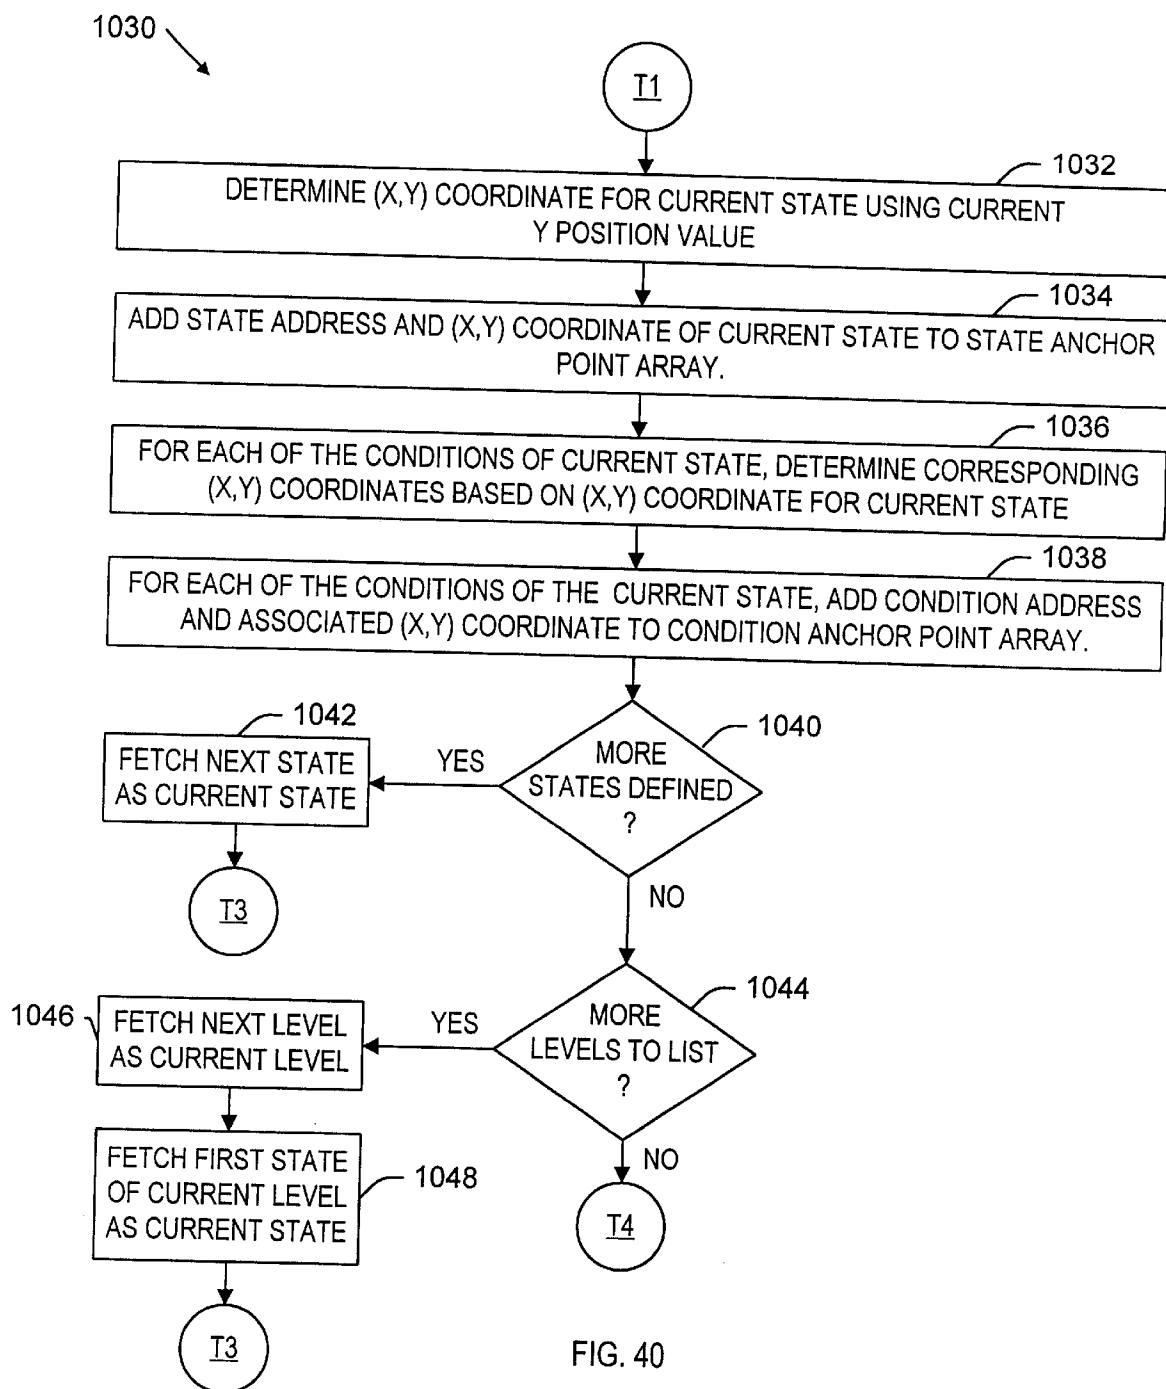 1030
T1
1032
DETERMINE (X,Y) COORDINATE FOR CURRENT STATE USING CURRENT
Y POSITION VALUE
1034
ADD STATE ADDRESS AND (X,Y) COORDINATE OF CURRENT STATE TO STATE ANCHOR
POINT ARRAY.
1036
FOR EACH OF THE CONDITIONS OF CURRENT STATE, DETERMINE CORRESPONDING
(X,Y) COORDINATES BASED ON (X,Y) COORDINATE FOR CURRENT STATE
1038
FOR EACH OF THE CONDITIONS OF THE CURRENT STATE, ADD CONDITION ADDRESS
AND ASSOCIATED (X,Y) COORDINATE TO CONDITION ANCHOR POINT ARRAY.
1042
FETCH NEXT STATE
AS CURRENT STATE
YES
MORE
STATES DEFINED
?
1040
T3
NO
1046
FETCH NEXT LEVEL
AS CURRENT LEVEL
YES
MORE
LEVELS TO LIST
?
1044
FETCH FIRST STATE
OF CURRENT LEVEL
AS CURRENT STATE
1048
NO
T4
T3
FIG. 40